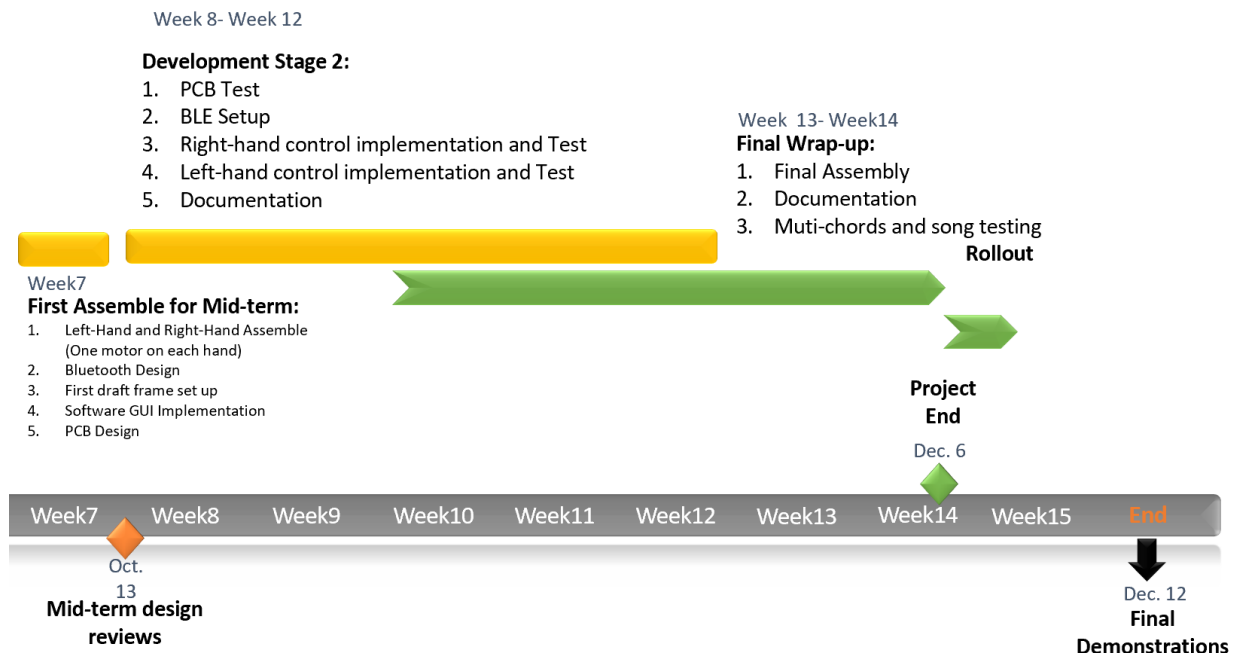 Week 8- Week 12
Development Stage 2:
1. PCB Test
2. BLE Setup
3. Right-hand control implementation and Test
4. Left-hand control implementation and Test
5. Documentation
Week 13- Week14
Final Wrap-up:
1. Final Assembly
2. Documentation
3. Muti-chords and song testing
Rollout
Week7
First Assemble for Mid-term:
1. Left-Hand and Right-Hand Assemble
(One motor on each hand)
2. Bluetooth Design
3. First draft frame set up
4. Software GUI Implementation
5. PCB Design
Project
End
Dec. 6
Week7 Week8 Week9 Week10 Week11 Week12 Week13 Week14 Week15 End
Oct.
13
Mid-term design
reviews
Dec. 12
Final
Demonstrations